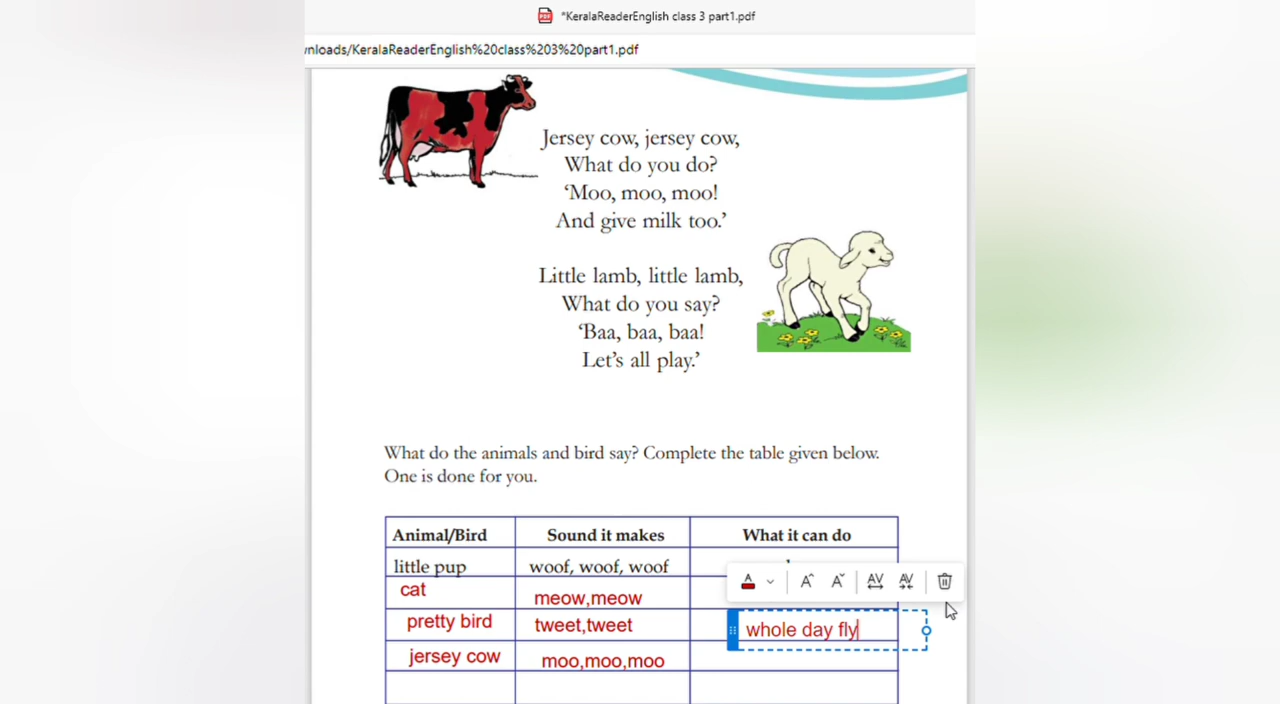 *KeralaReaderEnglish class 3 part1.pdf
nloads/KeralaReaderEnglish%20class%203%20part1.pdf
Jersey cow, jersey cow,
What do you do?
‘Moo, moo, moo!
And give milk too.’
Little lamb, little lamb,
What do you say?
‘Baa, baa, baa!
Let’s all play.’
What do the animals and bird say? Complete the table given below.
One is done for you.
Animal/Bird Sound it makes What it can do
little pup woof, woof, woof
cat meow,meow
pretty bird tweet,tweet whole day fly
jersey cow moo,moo,moo